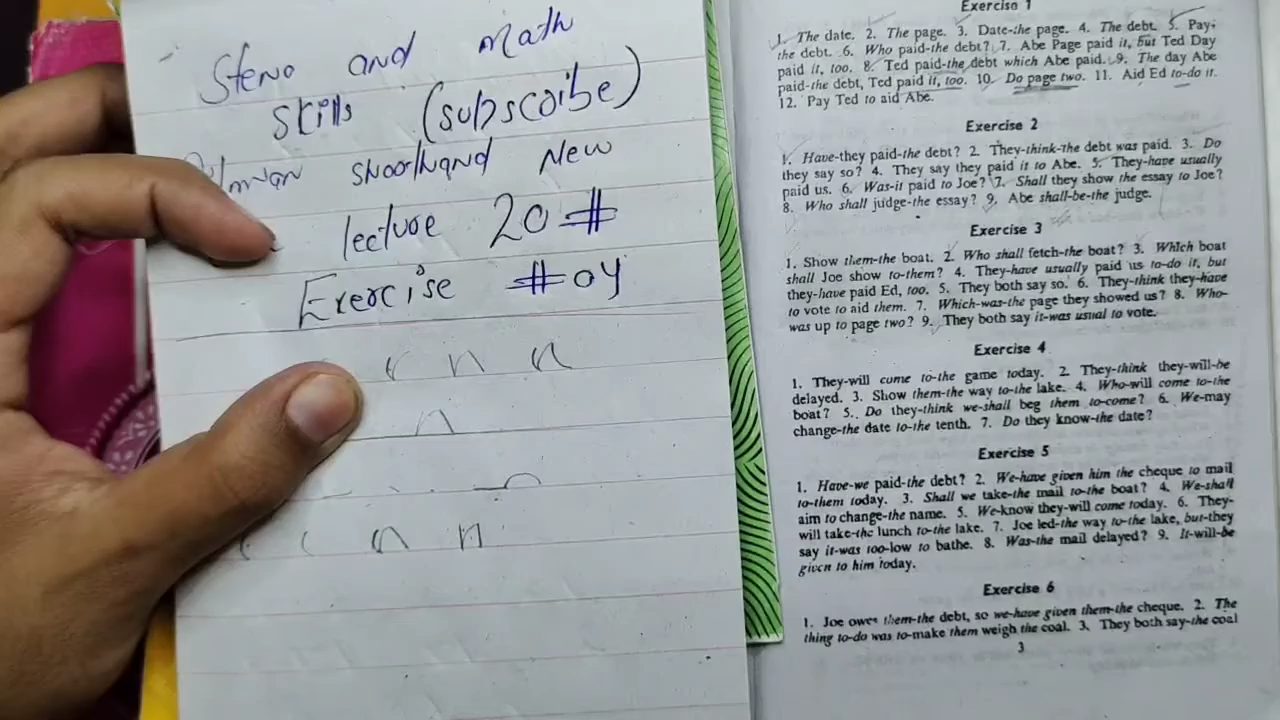 Steno and Math
Skills (subscribe)
shoorthand New
lecture 20 #
Exercise #04
Exercise 1
1. The date. 2. The page. 3. Date-the page. 4. The debt. 5. Pay-
the debt. 6. Who paid-the debt? 7. Abe Page paid it, but Ted Day
paid it, too. 8. Ted paid-the debt which Abe paid. 9. The day Abe
paid-the debt, Ted paid it, too. 10. Do page two. 11. Aid Ed to-do it.
12. Pay Ted to aid Abe.
Exercise 2
1. Have-they paid-the debt? 2. They-think-the debt was paid. 3. Do
they say so? 4. They say they paid it to Abe. 5. They-have usually
paid us. 6. Was-it paid to Joe? 7. Shall they show the essay to Joe?
8. Who shall judge-the essay? 9. Abe shall-be-the judge.
Exercise 3
1. Show them-the boat. 2. Who shall fetch-the boat? 3. Which boat
shall Joe show to-them? 4. They-have usually paid us to-do it, but
they-have paid Ed, too. 5. They both say so. 6. They-think they-have
to vote to aid them. 7. Which-was-the page they showed us? 8. Who-
was up to page two? 9. They both say it-was usual to vote.
Exercise 4
1. They-will come to-the game today. 2. They-think they-will-be
delayed. 3. Show them-the way to-the lake. 4. Who-will come to-the
boat? 5. Do they-think we-shall beg them to-come? 6. We-may
change-the date to-the tenth. 7. Do they know-the date?
Exercise 5
1. Have-we paid-the debt? 2. We-have given him the cheque to mail
to-them today. 3. Shall we take-the mail to-the boat? 4. We-shall
aim to change-the name. 5. We-know they-will come today. 6. They-
will take-the lunch to-the lake. 7. Joe led-the way to-the lake, but-they
say it-was too-low to bathe. 8. Was-the mail delayed? 9. It-will-be
given to him today.
Exercise 6
1. Joe owes them-the debt, so we-have given them-the cheque. 2. The
thing to-do was to-make them weigh the coal. 3. They both say-the coal
3